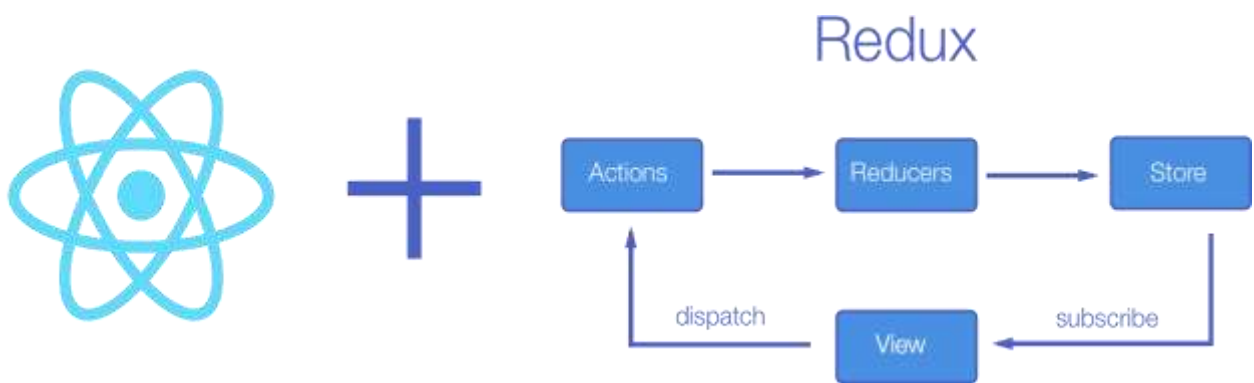 Redux
Actions
Reducers
Store
dispatch
subscribe
View